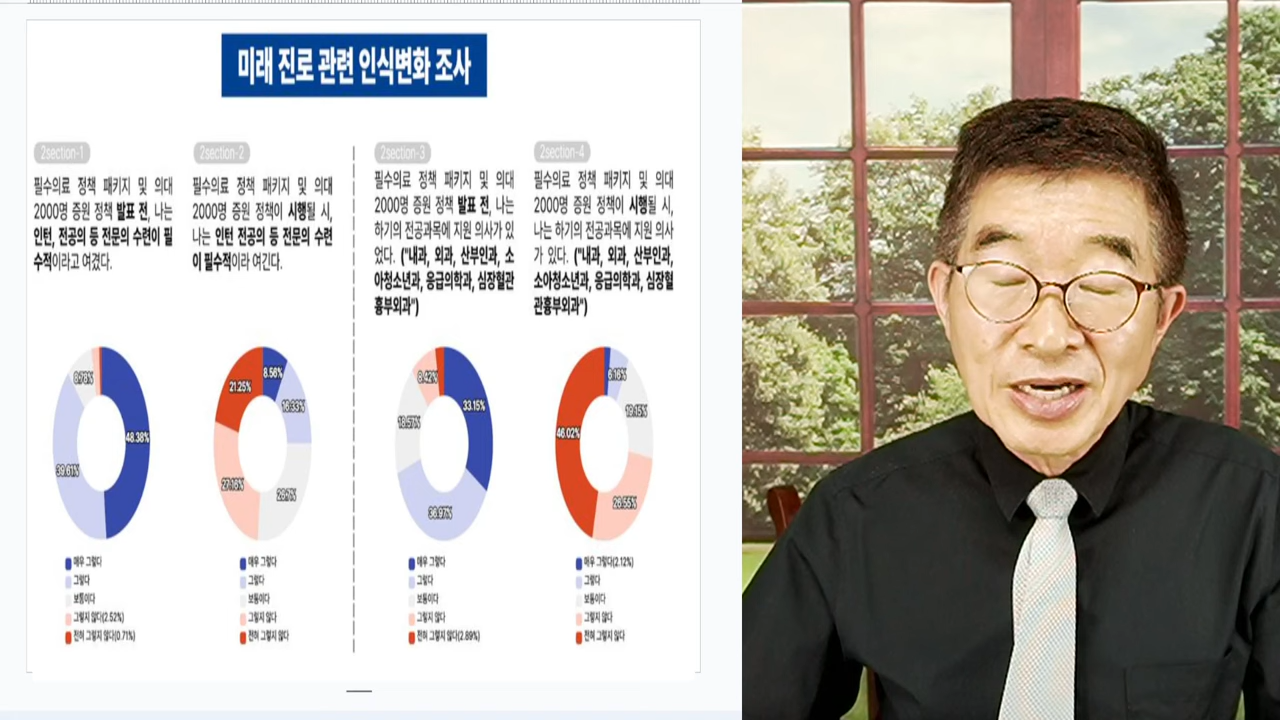 미래 진로 관련 인식변화 조사
2section-1
필수의료 정책 패키지 및 의대
2000명 증원 정책 발표 전, 나는
인턴, 전공의 등 전문의 수련이 필
수적이라고 여겼다.
48.38%
39.61%
8.78%
매우 그렇다
그렇다
보통이다
그렇지 않다(2.52%)
전혀 그렇지 않다(0.71%)
2section-2
필수의료 정책 패키지 및 의대
2000명 증원 정책이 시행될 시,
나는 인턴 전공의 등 전문의 수련
이 필수적이라 여긴다.
8.56%
16.33%
26.7%
27.16%
21.25%
매우 그렇다
그렇다
보통이다
그렇지 않다
전혀 그렇지 않다
2section-3
필수의료 정책 패키지 및 의대
2000명 증원 정책 발표 전, 나는
하기의 전공과목에 지원 의사가 있
었다. ("내과, 외과, 산부인과, 소
아청소년과, 응급의학과, 심장혈관
흉부외과")
33.15%
36.97%
18.57%
8.42%
매우 그렇다
그렇다
보통이다
그렇지 않다
전혀 그렇지 않다(2.89%)
2section-4
필수의료 정책 패키지 및 의대
2000명 증원 정책이 시행될 시,
나는 하기의 전공과목에 지원 의사
가 있다. ("내과, 외과, 산부인과,
소아청소년과, 응급의학과, 심장혈
관흉부외과")
6.16%
19.15%
26.55%
46.02%
매우 그렇다(2.12%)
그렇다
보통이다
그렇지 않다
전혀 그렇지 않다